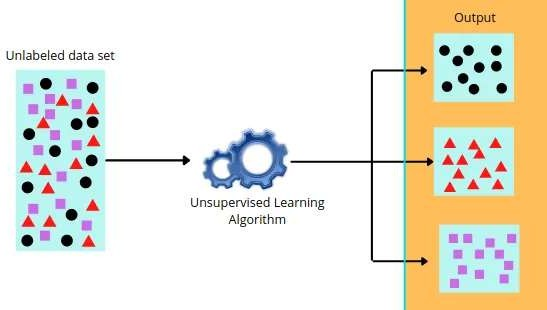 Output
Unlabeled data set
Unsupervised Learning
Algorithm